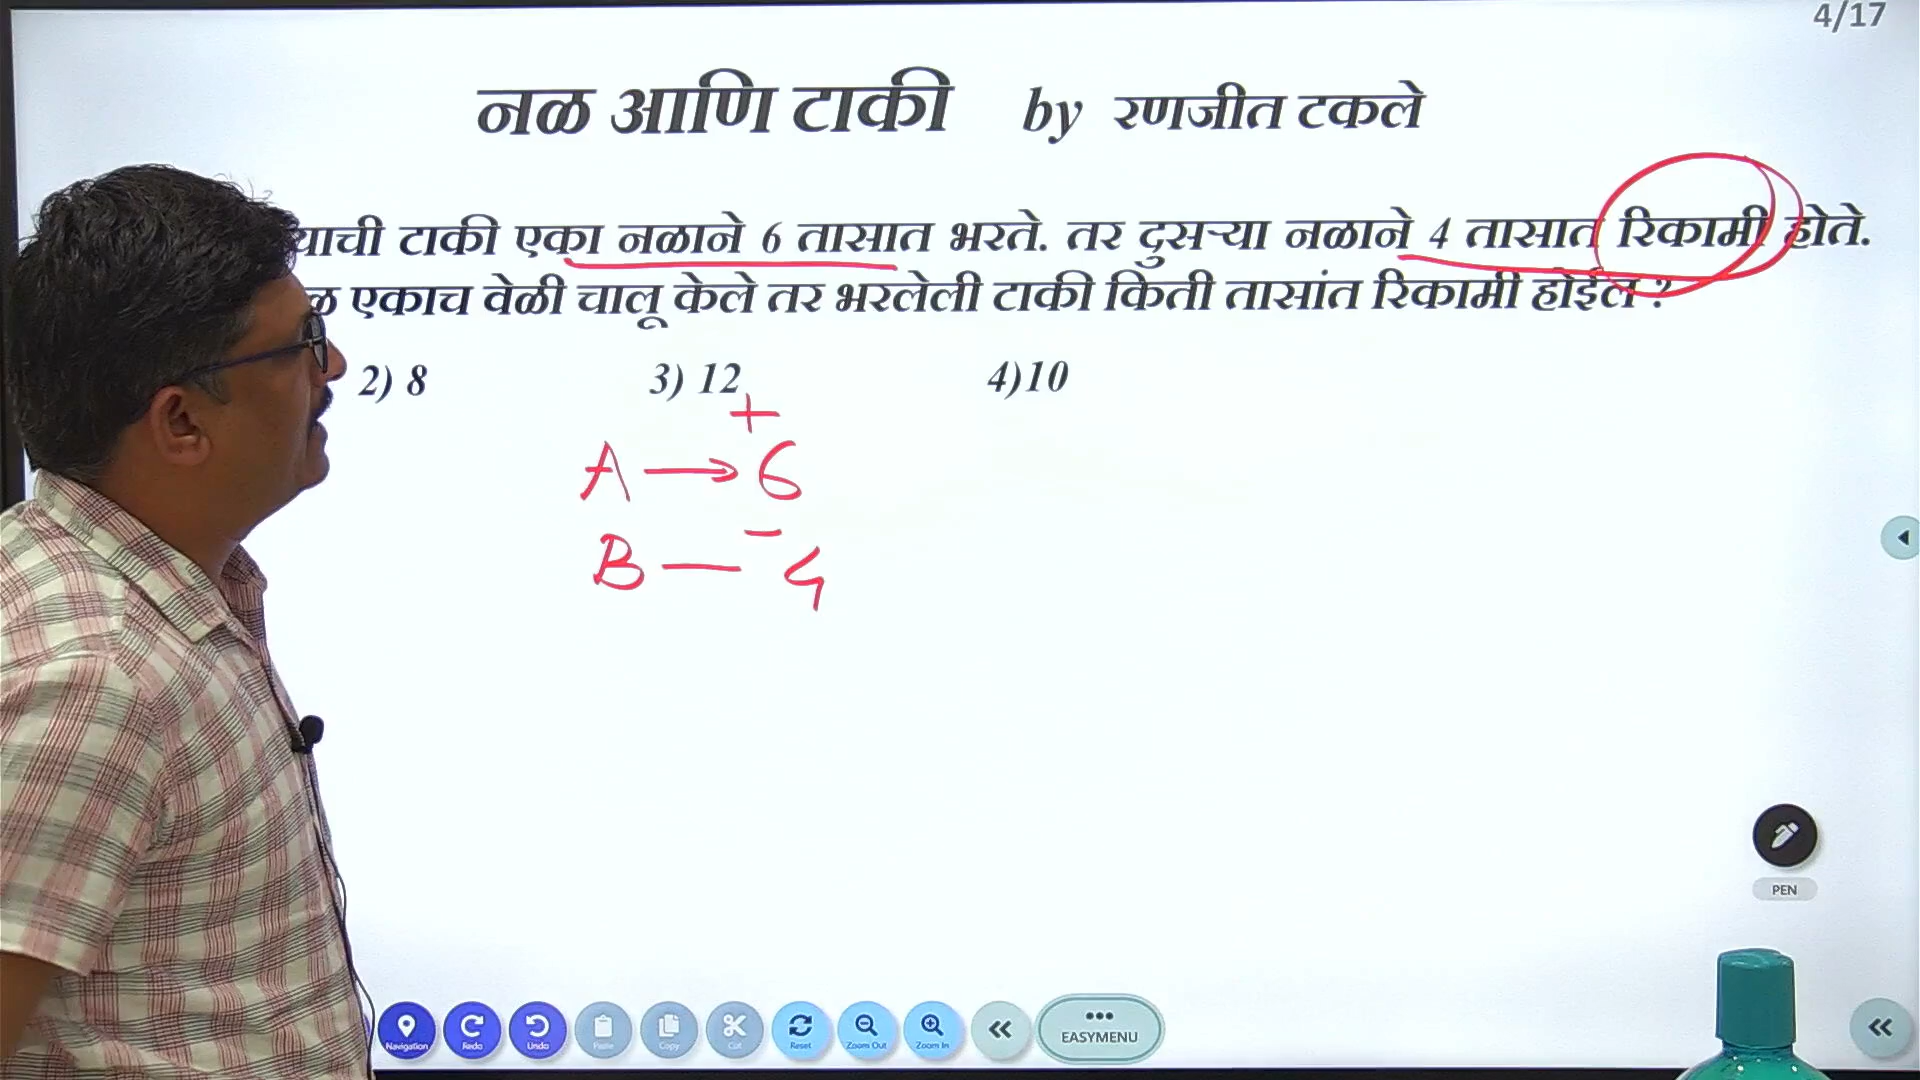 4/17
नळ आणि टाकी by रणजीत टकले
याची टाकी एका नळाने 6 तासात भरते. तर दुसऱ्या नळाने 4 तासात रिकामी होते.
एकाच वेळी चालू केले तर भरलेली टाकी किती तासांत रिकामी होईल ?
2) 8 3) 12 4)10
+
A → 6
−
B — 4
PEN
Navigation Redo Undo Paste Copy Cut Reset Zoom Out Zoom In EASYMENU